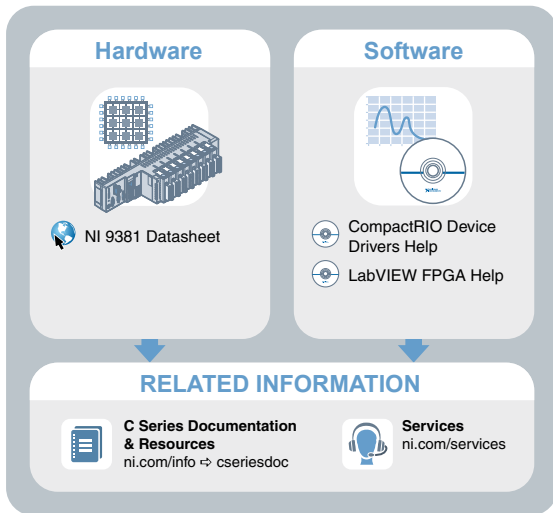 Hardware
NI 9381 Datasheet
Software
CompactRIO Device
Drivers Help
LabVIEW FPGA Help
RELATED INFORMATION
C Series Documentation
& Resources
ni.com/info ⇨ cseriesdoc
Services
ni.com/services